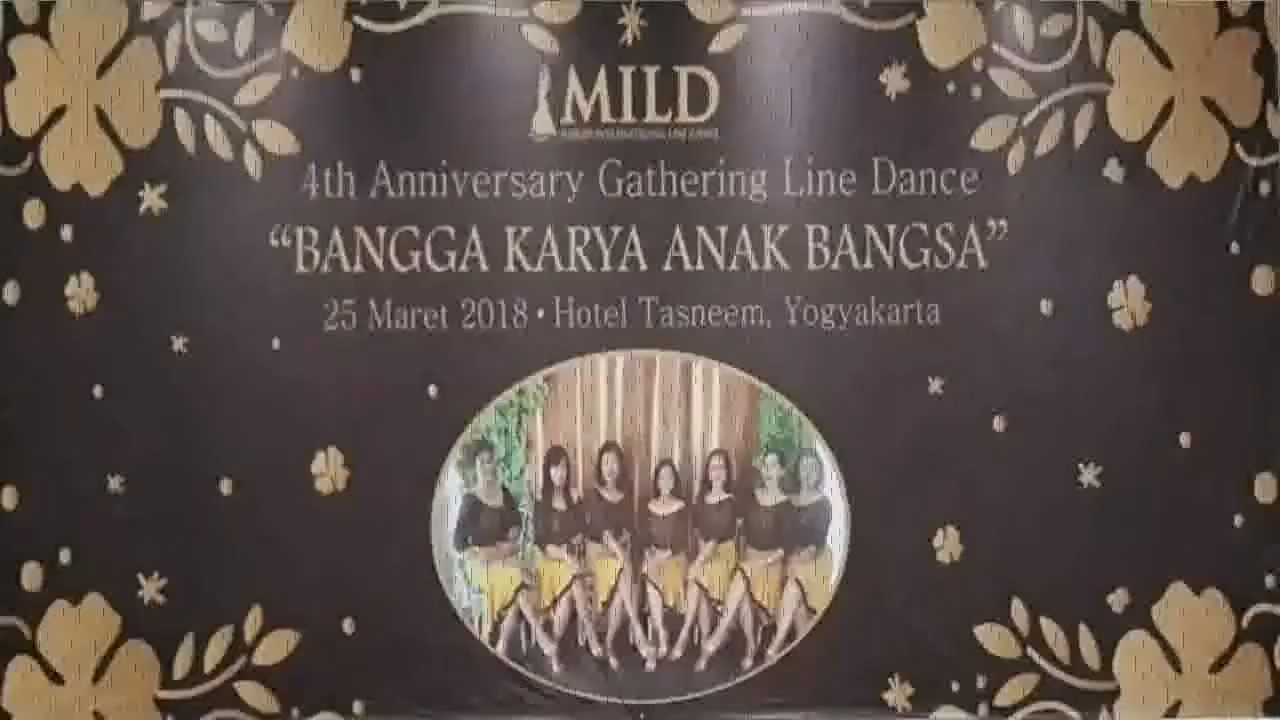 MILD
4th Anniversary Gathering Line Dance
“BANGGA KARYA ANAK BANGSA”
25 Maret 2018 • Hotel Tasneem, Yogyakarta